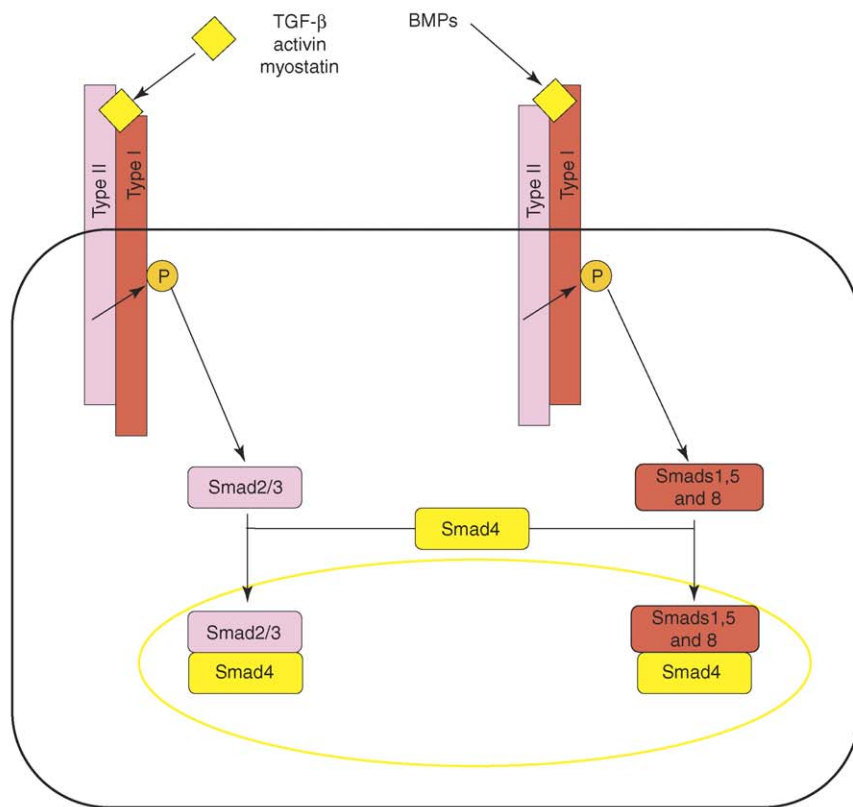 TGF-β
activin
myostatin
BMPs
Type II
Type I
Type II
Type I
P
P
Smad2/3
Smads1,5
and 8
Smad4
Smad2/3
Smad4
Smads1,5
and 8
Smad4